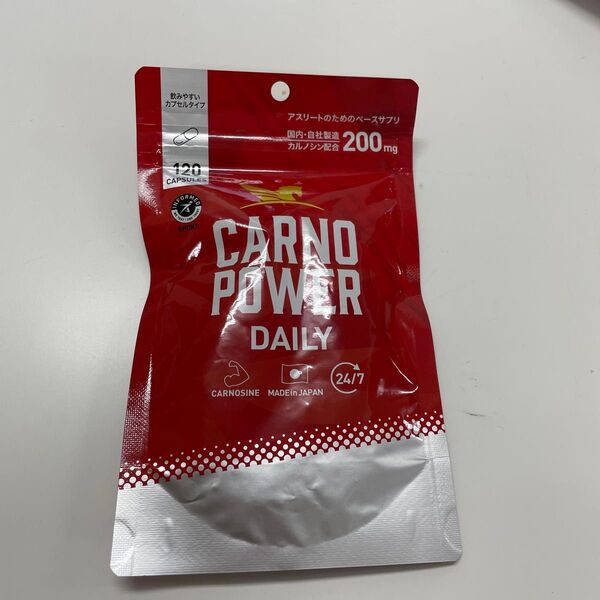 飲みやすい
カプセルタイプ
120
CAPSULES
アスリートのためのベースサプリ
国内・自社製造
カルノシン配合 200mg
INFORMED
SPORT
CARNO
POWER
DAILY
CARNOSINE
MADE in JAPAN
24/7